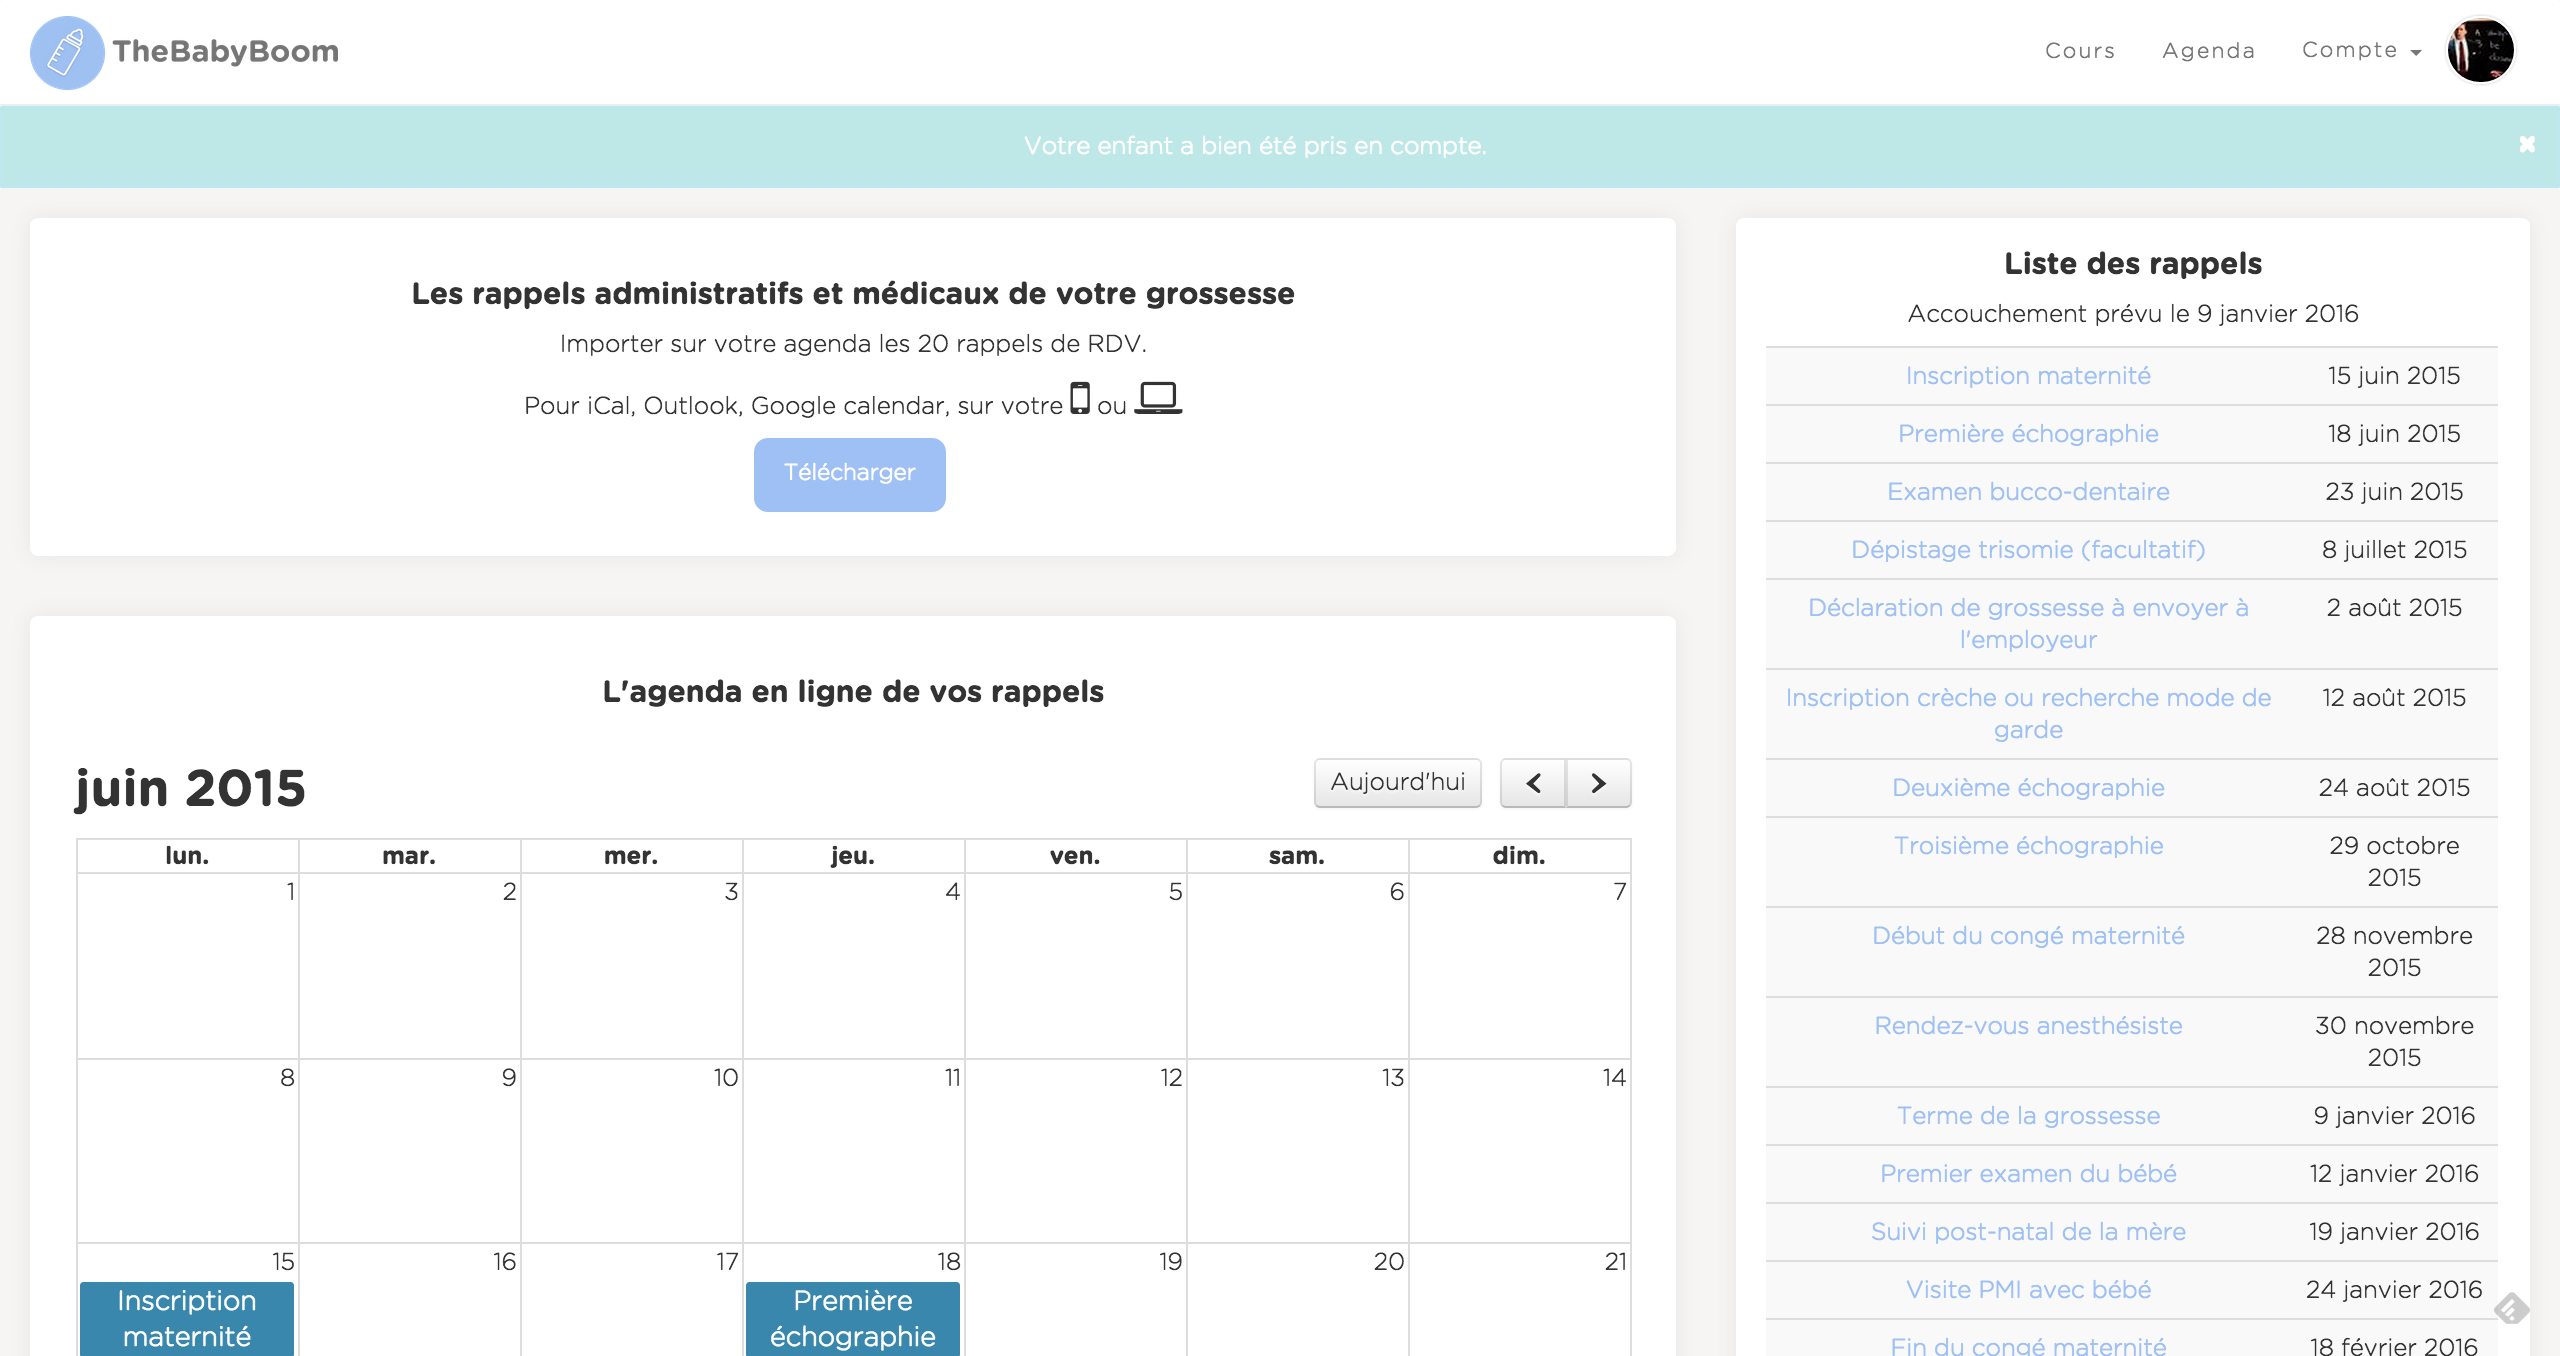 TheBabyBoom
Cours
Agenda
Compte
Votre enfant a bien été pris en compte.
Les rappels administratifs et médicaux de votre grossesse
Importer sur votre agenda les 20 rappels de RDV.
Pour iCal, Outlook, Google calendar, sur votre ou
Télécharger
L'agenda en ligne de vos rappels
juin 2015
Aujourd'hui
lun. mar. mer. jeu. ven. sam. dim.
1 2 3 4 5 6 7
8 9 10 11 12 13 14
15 16 17 18 19 20 21
Inscription
maternité
Première
échographie
Liste des rappels
Accouchement prévu le 9 janvier 2016
Inscription maternité 15 juin 2015
Première échographie 18 juin 2015
Examen bucco-dentaire 23 juin 2015
Dépistage trisomie (facultatif) 8 juillet 2015
Déclaration de grossesse à envoyer à 2 août 2015
l'employeur
Inscription crèche ou recherche mode de 12 août 2015
garde
Deuxième échographie 24 août 2015
Troisième échographie 29 octobre
2015
Début du congé maternité 28 novembre
2015
Rendez-vous anesthésiste 30 novembre
2015
Terme de la grossesse 9 janvier 2016
Premier examen du bébé 12 janvier 2016
Suivi post-natal de la mère 19 janvier 2016
Visite PMI avec bébé 24 janvier 2016
Fin du congé maternité 18 février 2016